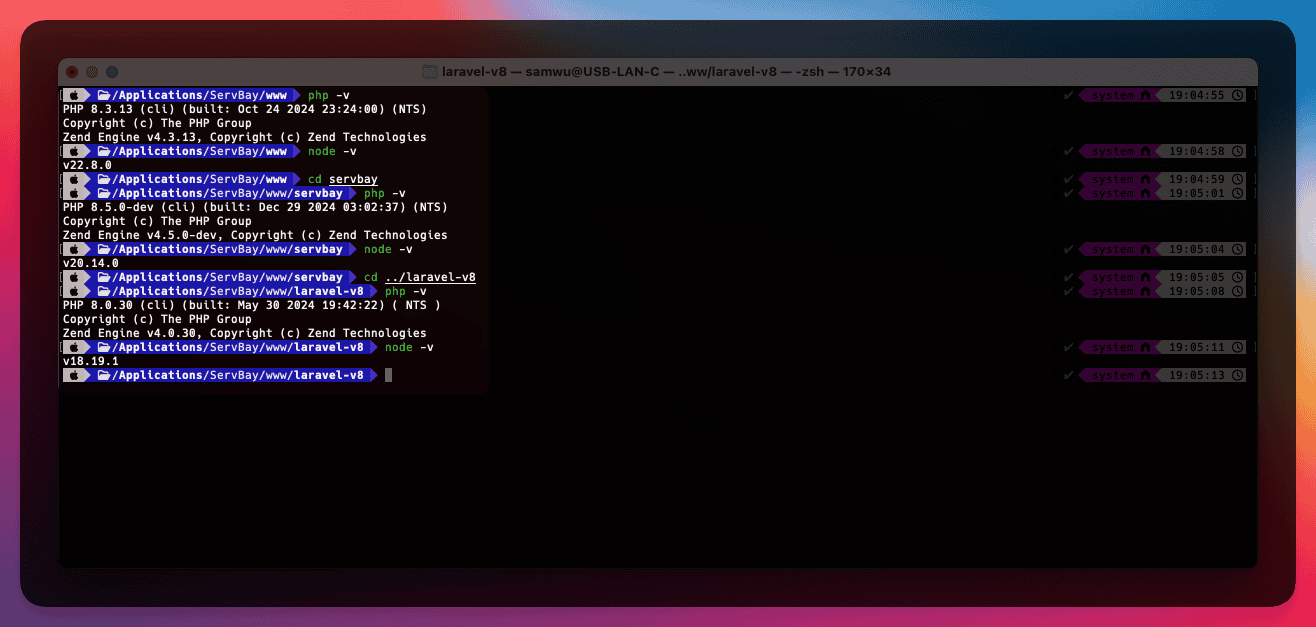 laravel-v8 — samwu@USB-LAN-C — ..ww/laravel-v8 — -zsh — 170×34
/Applications/ServBay/www php -v ✔ system 19:04:55
PHP 8.3.13 (cli) (built: Oct 24 2024 23:24:00) (NTS)
Copyright (c) The PHP Group
Zend Engine v4.3.13, Copyright (c) Zend Technologies
/Applications/ServBay/www node -v ✔ system 19:04:58
v22.8.0
/Applications/ServBay/www cd servbay ✔ system 19:04:59
/Applications/ServBay/www/servbay php -v ✔ system 19:05:01
PHP 8.5.0-dev (cli) (built: Dec 29 2024 03:02:37) (NTS)
Copyright (c) The PHP Group
Zend Engine v4.5.0-dev, Copyright (c) Zend Technologies
/Applications/ServBay/www/servbay node -v ✔ system 19:05:04
v20.14.0
/Applications/ServBay/www/servbay cd ../laravel-v8 ✔ system 19:05:05
/Applications/ServBay/www/laravel-v8 php -v ✔ system 19:05:08
PHP 8.0.30 (cli) (built: May 30 2024 19:42:22) ( NTS )
Copyright (c) The PHP Group
Zend Engine v4.0.30, Copyright (c) Zend Technologies
/Applications/ServBay/www/laravel-v8 node -v ✔ system 19:05:11
v18.19.1
/Applications/ServBay/www/laravel-v8 ✔ system 19:05:13